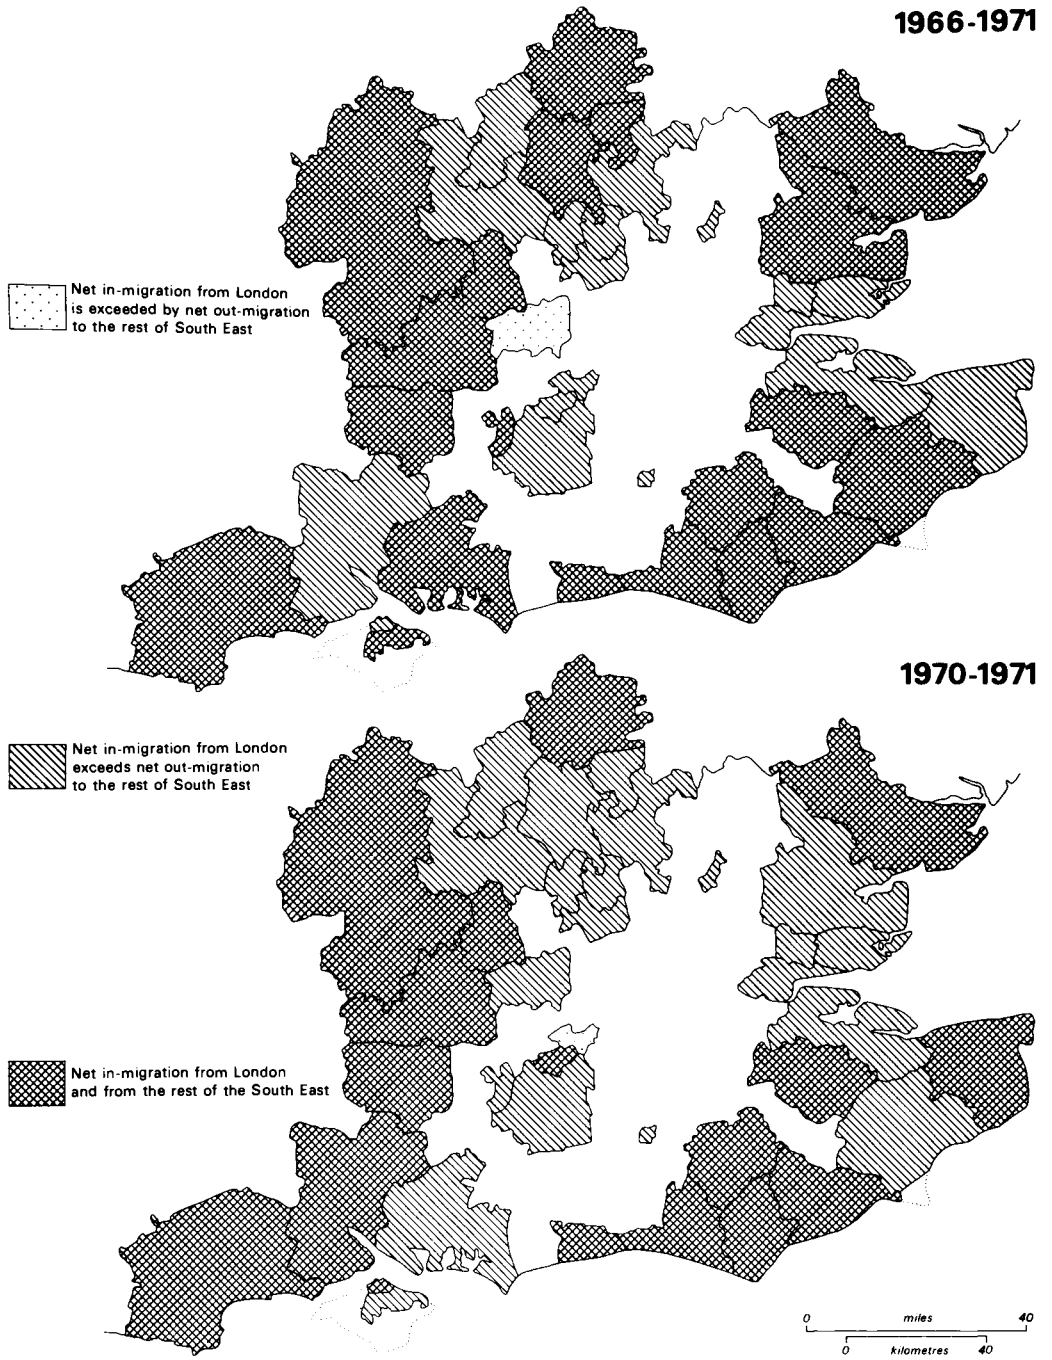 1966-1971
Net in-migration from London
is exceeded by net out-migration
to the rest of South East
1970-1971
Net in-migration from London
exceeds net out-migration
to the rest of South East
Net in-migration from London
and from the rest of the South East
0 miles 40
0 kilometres 40